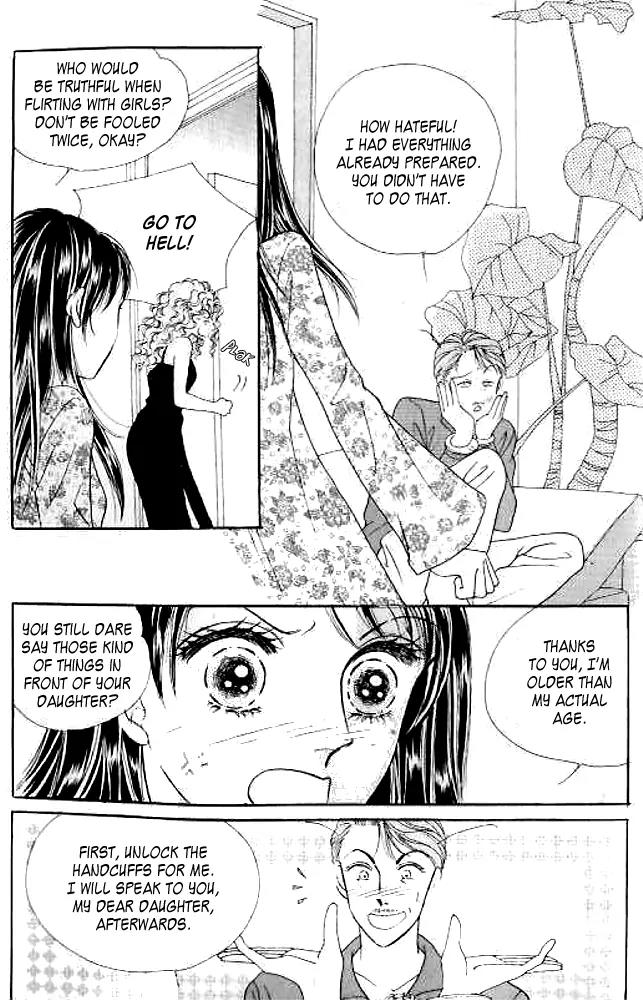 WHO WOULD
BE TRUTHFUL WHEN
FLIRTING WITH GIRLS?
DON'T BE FOOLED
TWICE, OKAY?
GO TO
HELL!
PLAK
HOW HATEFUL!
I HAD EVERYTHING
ALREADY PREPARED.
YOU DIDN'T HAVE
TO DO THAT.
THANKS
TO YOU, I'M
OLDER THAN
MY ACTUAL
AGE.
YOU STILL DARE
SAY THOSE KIND
OF THINGS IN
FRONT OF YOUR
DAUGHTER?
FIRST, UNLOCK THE
HANDCUFFS FOR ME.
I WILL SPEAK TO YOU,
MY DEAR DAUGHTER,
AFTERWARDS.